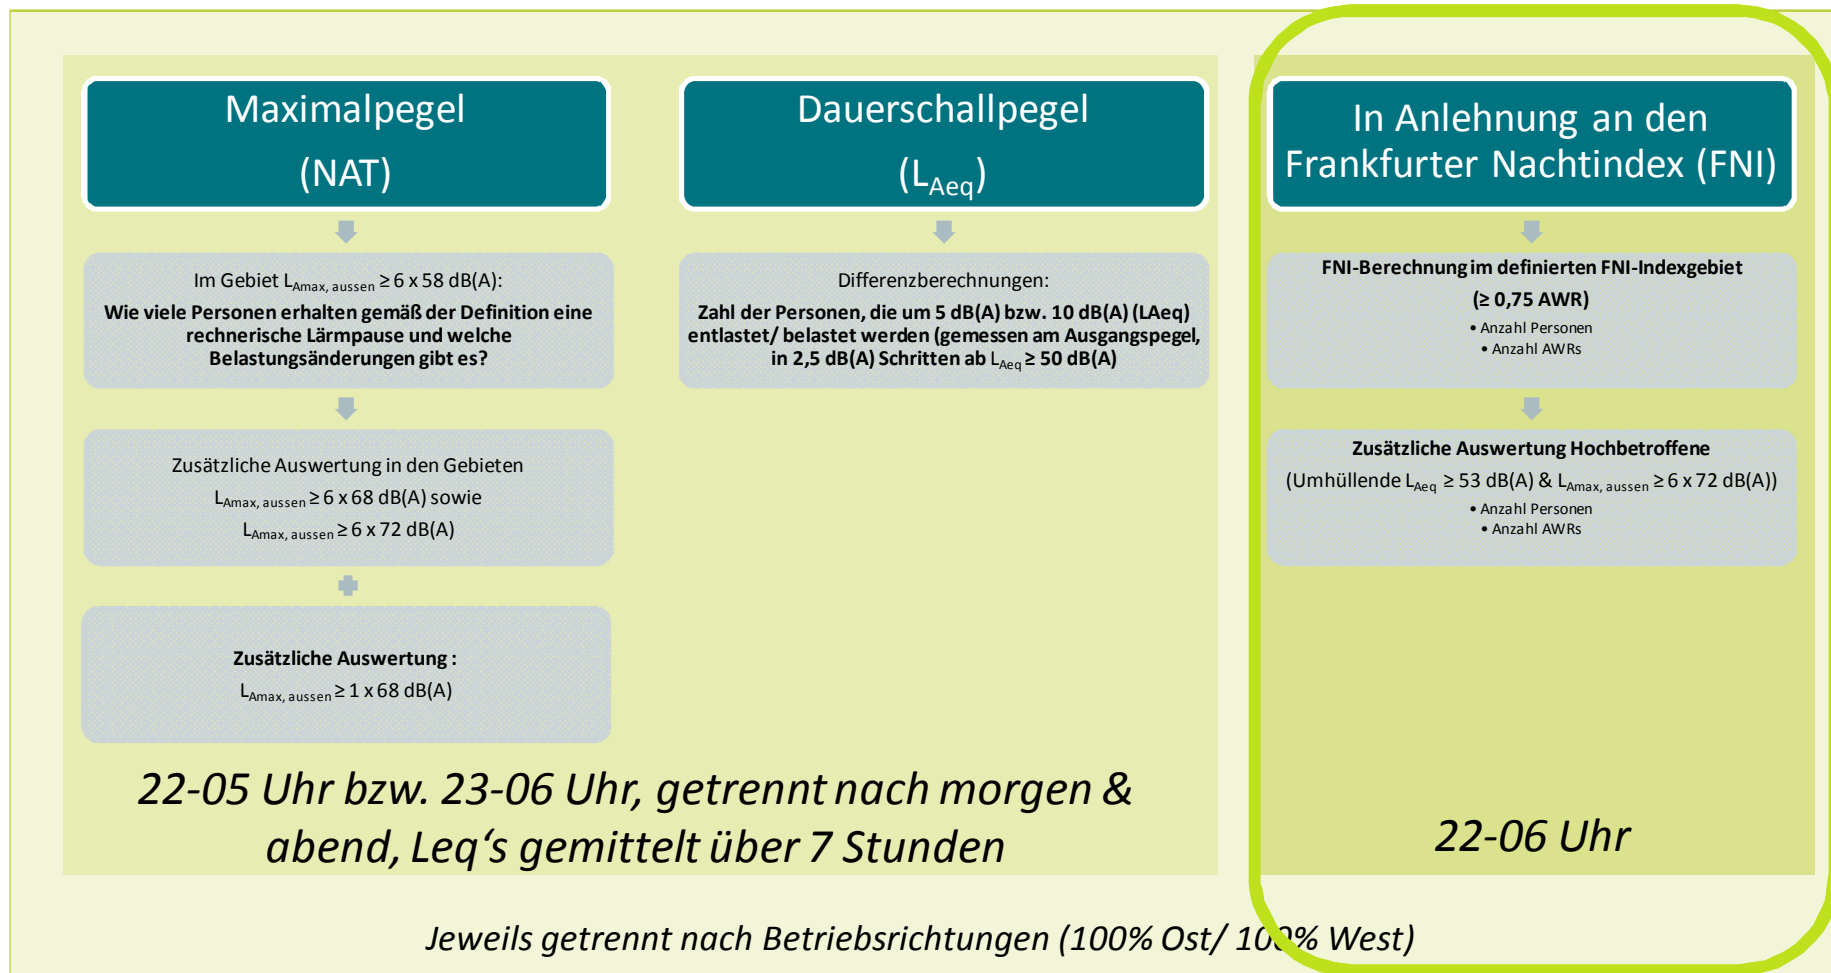 Maximalpegel
(NAT)
Im Gebiet LAmax, aussen ≥ 6 x 58 dB(A):
Wie viele Personen erhalten gemäß der Definition eine
rechnerische Lärmpause und welche
Belastungsänderungen gibt es?
Zusätzliche Auswertung in den Gebieten
LAmax, aussen ≥ 6 x 68 dB(A) sowie
LAmax, aussen ≥ 6 x 72 dB(A)
Zusätzliche Auswertung :
LAmax, aussen ≥ 1 x 68 dB(A)
Dauerschallpegel
(LAeq)
Differenzberechnungen:
Zahl der Personen, die um 5 dB(A) bzw. 10 dB(A) (LAeq)
entlastet/ belastet werden (gemessen am Ausgangspegel,
in 2,5 dB(A) Schritten ab LAeq ≥ 50 dB(A)
22-05 Uhr bzw. 23-06 Uhr, getrennt nach morgen &
abend, Leq‘s gemittelt über 7 Stunden
In Anlehnung an den
Frankfurter Nachtindex (FNI)
FNI-Berechnung im definierten FNI-Indexgebiet
(≥ 0,75 AWR)
• Anzahl Personen
• Anzahl AWRs
Zusätzliche Auswertung Hochbetroffene
(Umhüllende LAeq ≥ 53 dB(A) & LAmax, aussen ≥ 6 x 72 dB(A))
• Anzahl Personen
• Anzahl AWRs
22-06 Uhr
Jeweils getrennt nach Betriebsrichtungen (100% Ost/ 100% West)